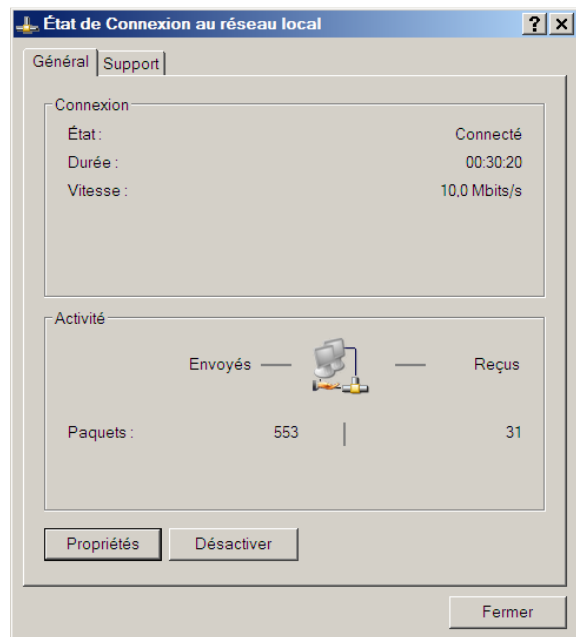 État de Connexion au réseau local
Général Support
Connexion
État : Connecté
Durée : 00:30:20
Vitesse : 10,0 Mbits/s
Activité
Envoyés Reçus
Paquets : 553 31
Propriétés Désactiver
Fermer